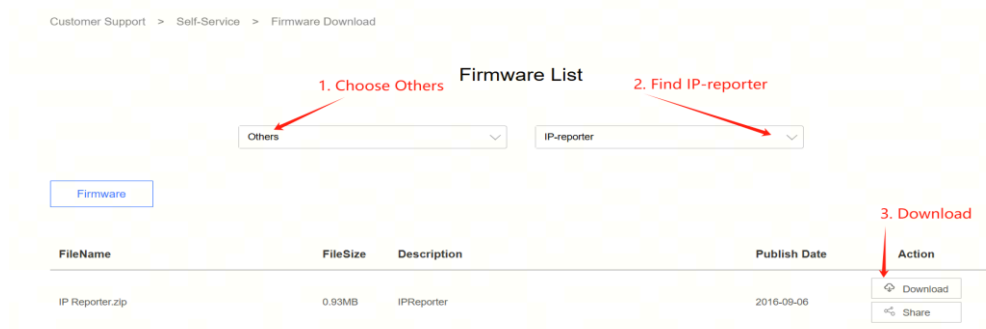 Customer Support > Self-Service > Firmware Download
Firmware List
1. Choose Others
2. Find IP-reporter
Others
IP-reporter
Firmware
3. Download
FileName FileSize Description Publish Date Action
IP Reporter.zip 0.93MB IPReporter 2016-09-06 Download
Share